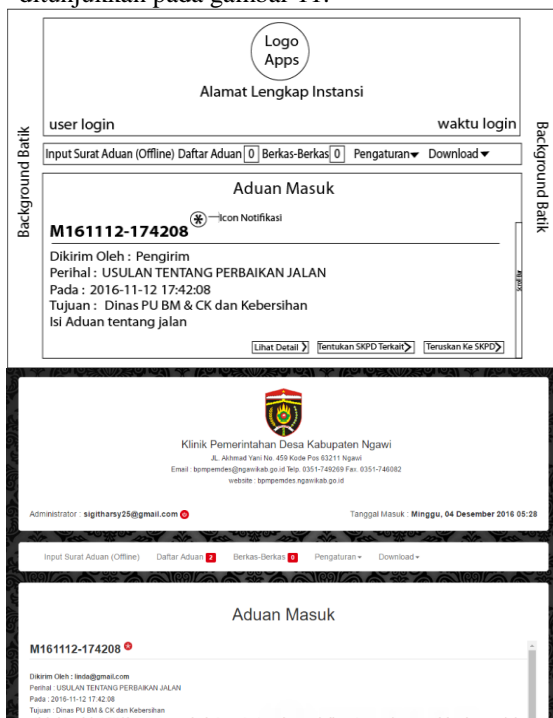 ditunjukkan pada gambar 11.
Logo
Apps
Alamat Lengkap Instansi
user login
waktu login
Background Batik
Background Batik
Input Surat Aduan (Offline) Daftar Aduan 0 Berkas-Berkas 0 Pengaturan▾ Download ▾
Aduan Masuk
Icon Notifikasi
M161112-174208
Dikirim Oleh : Pengirim
Perihal : USULAN TENTANG PERBAIKAN JALAN
Pada : 2016-11-12 17:42:08
Tujuan : Dinas PU BM & CK dan Kebersihan
Isi Aduan tentang jalan
Lihat Detail Tentukan SKPD Terkait Teruskan Ke SKPD
Klinik Pemerintahan Desa Kabupaten Ngawi
JL. Akhmad Yani No. 459 Kode Pos 63211 Ngawi
Email : bpmpemdes@ngawikab.go.id Telp. 0351-749269 Fax. 0351-746082
website : bpmpemdes.ngawikab.go.id
Administrator : sigitharsy25@gmail.com
Tanggal Masuk : Minggu, 04 Desember 2016 05:28
Input Surat Aduan (Offline) Daftar Aduan 2 Berkas-Berkas 0 Pengaturan▾ Download▾
Aduan Masuk
M161112-174208
Dikirim Oleh : linda@gmail.com
Perihal : USULAN TENTANG PERBAIKAN JALAN
Pada : 2016-11-12 17:42:08
Tujuan : Dinas PU BM & CK dan Kebersihan